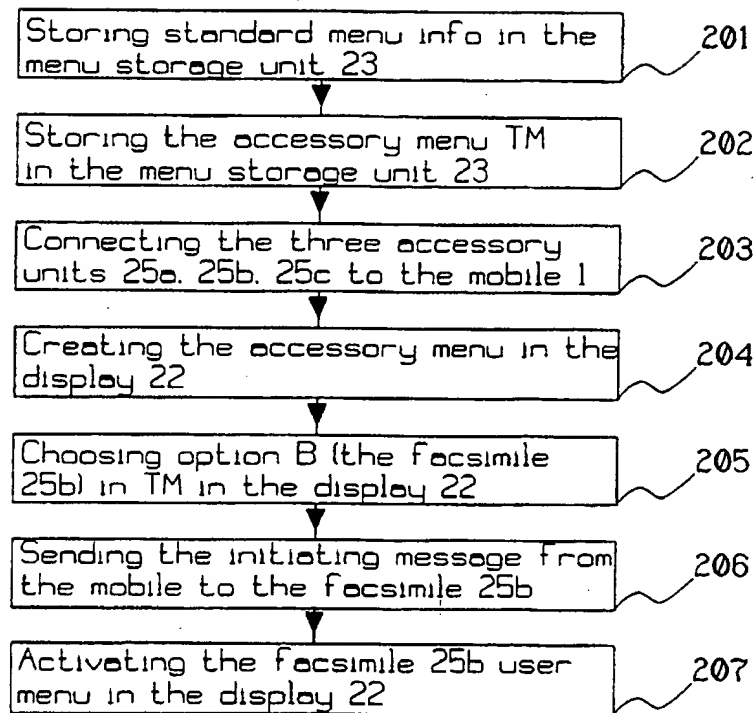 Storing standard menu info in the
menu storage unit 23
201
Storing the accessory menu TM
in the menu storage unit 23
202
Connecting the three accessory
units 25a. 25b. 25c to the mobile 1
203
Creating the accessory menu in the
display 22
204
Choosing option B (the facsimile
25b) in TM in the display 22
205
Sending the initiating message from
the mobile to the facsimile 25b
206
Activating the facsimile 25b user
menu in the display 22
207